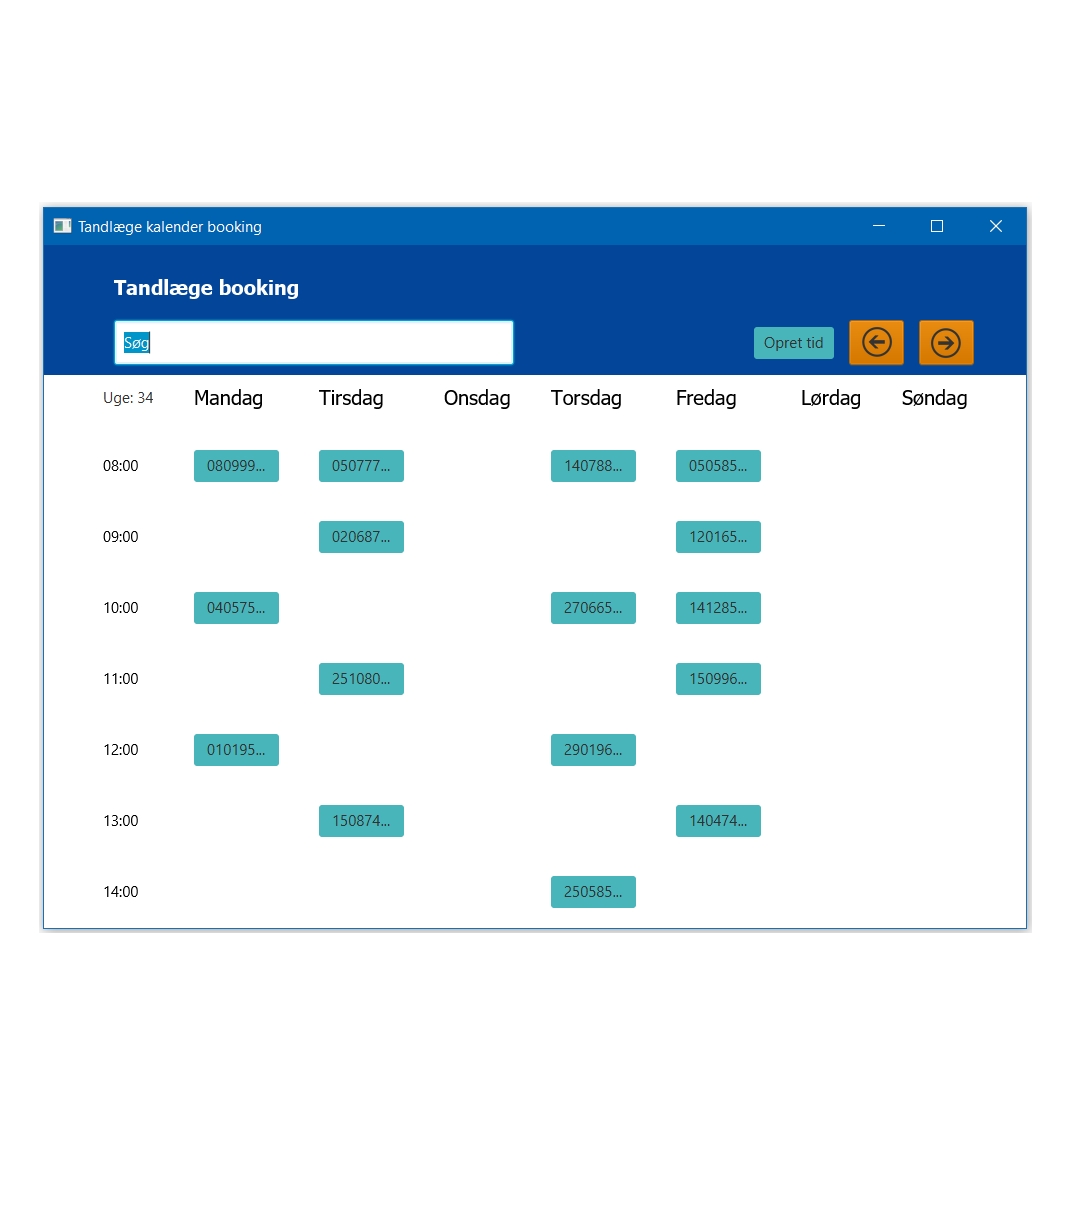 Tandlæge kalender booking
Tandlæge booking
Søg
Opret tid
Uge: 34 Mandag Tirsdag Onsdag Torsdag Fredag Lørdag Søndag
08:00 080999... 050777... 140788... 050585...
09:00 020687... 120165...
10:00 040575... 270665... 141285...
11:00 251080... 150996...
12:00 010195... 290196...
13:00 150874... 140474...
14:00 250585...